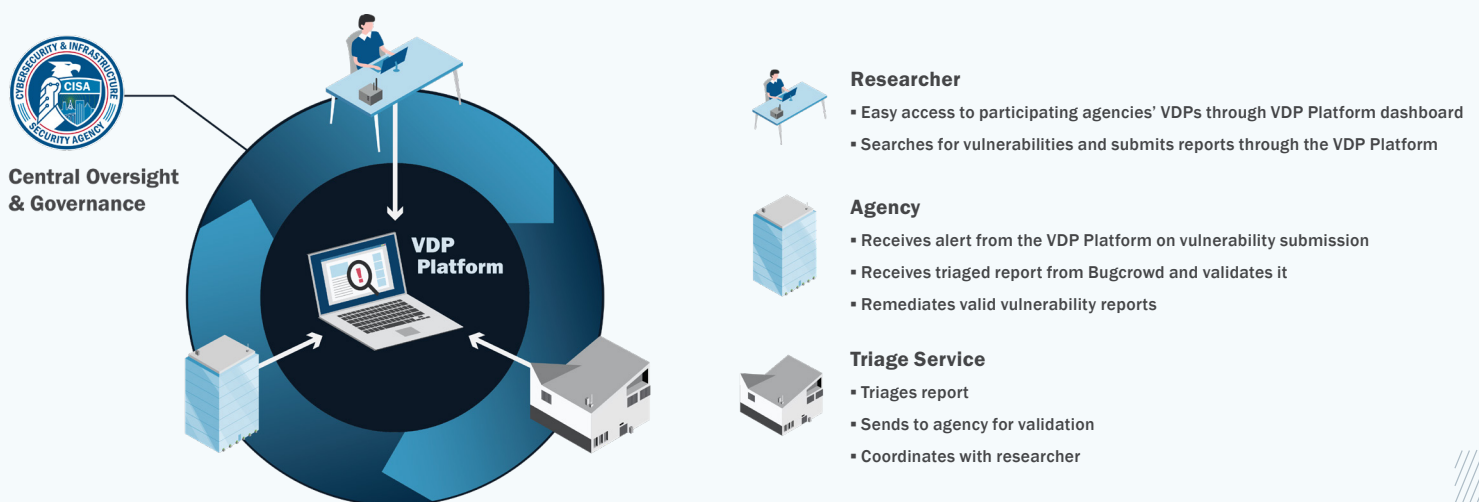 CYBERSECURITY & INFRASTRUCTURE
CISA
SECURITY AGENCY
Central Oversight
& Governance
VDP
Platform
Researcher
▪ Easy access to participating agencies’ VDPs through VDP Platform dashboard
▪ Searches for vulnerabilities and submits reports through the VDP Platform
Agency
▪ Receives alert from the VDP Platform on vulnerability submission
▪ Receives triaged report from Bugcrowd and validates it
▪ Remediates valid vulnerability reports
Triage Service
▪ Triages report
▪ Sends to agency for validation
▪ Coordinates with researcher